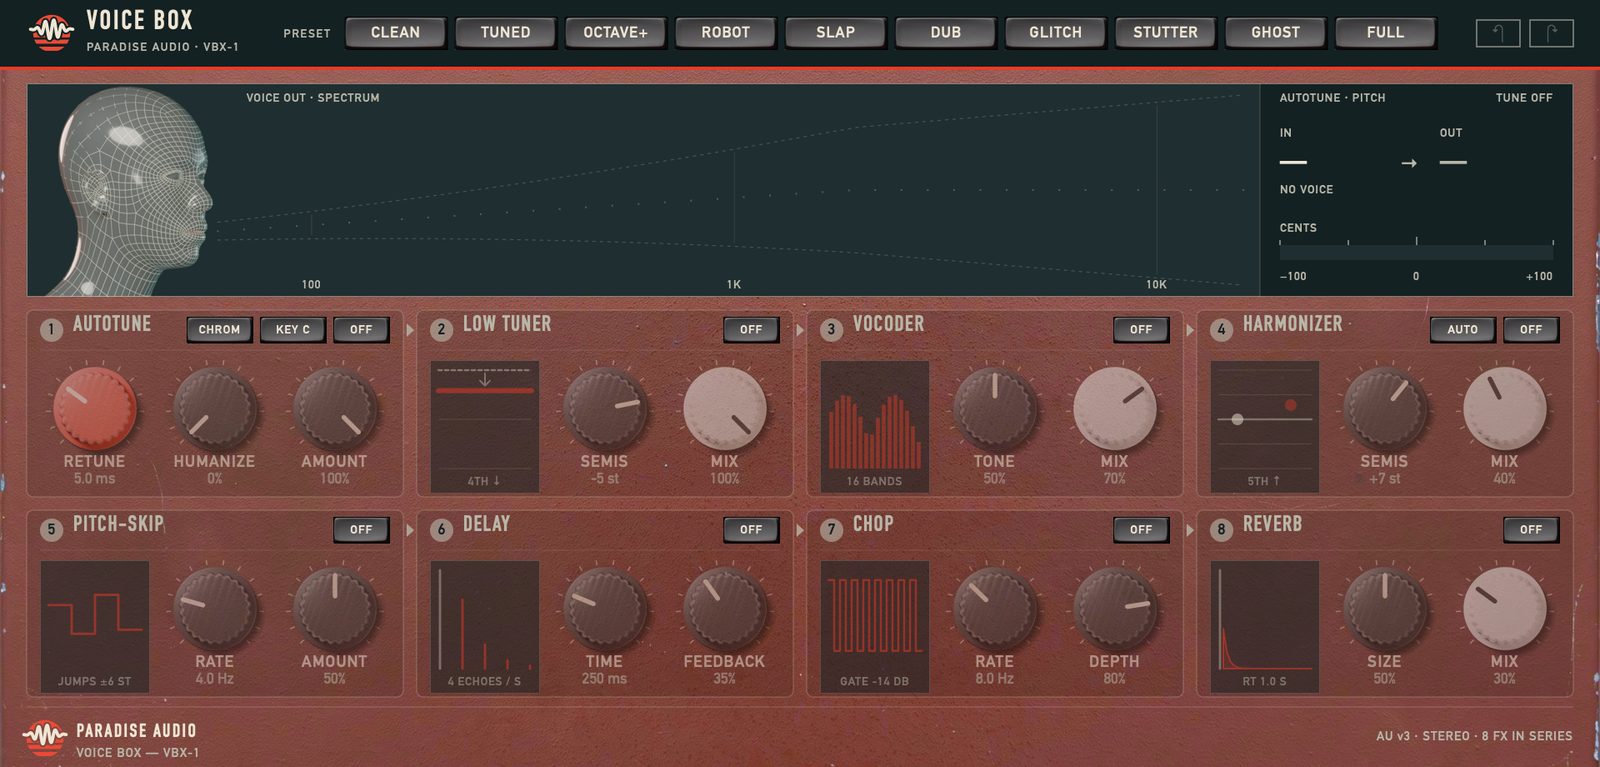 VOICE BOX
PARADISE AUDIO · VBX-1
PRESET
CLEAN
TUNED
OCTAVE+
ROBOT
SLAP
DUB
GLITCH
STUTTER
GHOST
FULL
VOICE OUT · SPECTRUM
100
1K
10K
AUTOTUNE · PITCH
TUNE OFF
IN
OUT
— → —
NO VOICE
CENTS
−100
0
+100
1 AUTOTUNE
CHROM
KEY C
OFF
RETUNE
5.0 ms
HUMANIZE
0%
AMOUNT
100%
2 LOW TUNER
OFF
4TH ↓
SEMIS
-5 st
MIX
100%
3 VOCODER
OFF
16 BANDS
TONE
50%
MIX
70%
4 HARMONIZER
AUTO
OFF
5TH ↑
SEMIS
+7 st
MIX
40%
5 PITCH-SKIP
OFF
JUMPS ±6 ST
RATE
4.0 Hz
AMOUNT
50%
6 DELAY
OFF
4 ECHOES / S
TIME
250 ms
FEEDBACK
35%
7 CHOP
OFF
GATE -14 DB
RATE
8.0 Hz
DEPTH
80%
8 REVERB
OFF
RT 1.0 S
SIZE
50%
MIX
30%
PARADISE AUDIO
VOICE BOX — VBX-1
AU v3 · STEREO · 8 FX IN SERIES